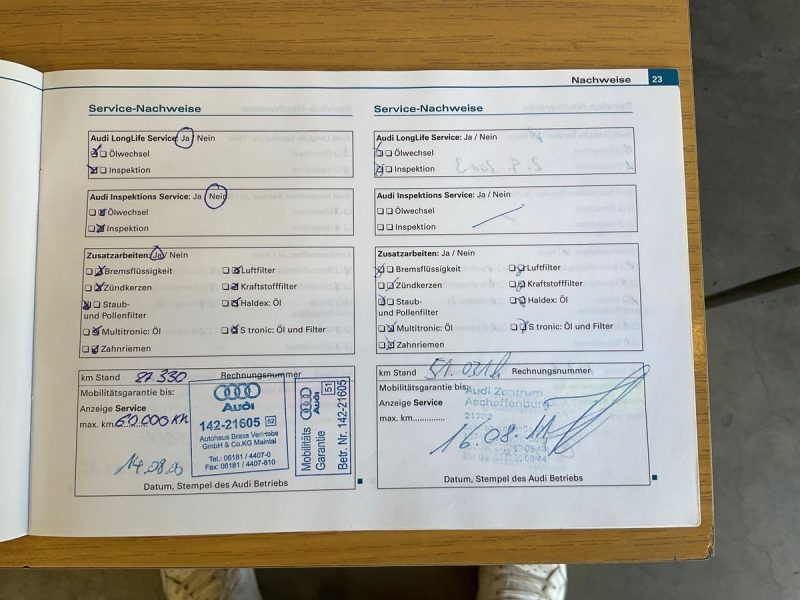 Nachweise 23
Service-Nachweise
Audi LongLife Service: Ja / Nein
Ölwechsel
Inspektion
Audi Inspektions Service: Ja / Nein
Ölwechsel
Inspektion
Zusatzarbeiten: Ja / Nein
Bremsflüssigkeit Luftfilter
Zündkerzen Kraftstofffilter
Staub- Haldex: Öl
und Pollenfilter
Multitronic: Öl S tronic: Öl und Filter
Zahnriemen
km Stand 27.330 Rechnungsnummer
Mobilitätsgarantie bis:
Anzeige Service
max. km 60.000 KM
Audi
142-21605 52
Autohaus Brass Vertriebs
GmbH & Co.KG Maintal
Tel.: 06181 / 4407-0
Fax: 06181 / 4407-810
Mobilitäts Audi 51
Garantie
Betr. Nr. 142-21605
Datum, Stempel des Audi Betriebs
Service-Nachweise
Audi LongLife Service: Ja / Nein
Ölwechsel
Inspektion
Audi Inspektions Service: Ja / Nein
Ölwechsel
Inspektion
Zusatzarbeiten: Ja / Nein
Bremsflüssigkeit Luftfilter
Zündkerzen Kraftstofffilter
Staub- Haldex: Öl
und Pollenfilter
Multitronic: Öl S tronic: Öl und Filter
Zahnriemen
km Stand Rechnungsnummer
Mobilitätsgarantie bis:
Audi Zentrum
Anzeige Service Aschaffenburg
max. km
16.08.11
Datum, Stempel des Audi Betriebs